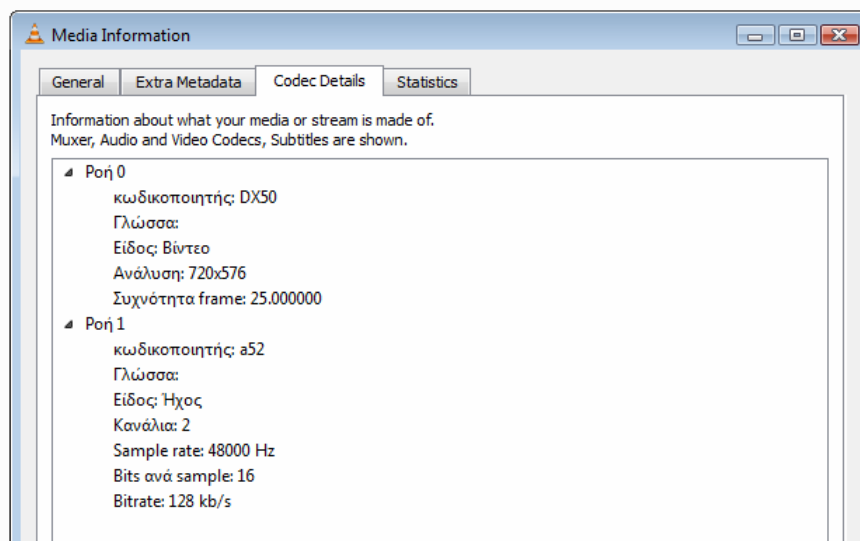 Media Information
General Extra Metadata Codec Details Statistics
Information about what your media or stream is made of.
Muxer, Audio and Video Codecs, Subtitles are shown.
Ροή 0
κωδικοποιητής: DX50
Γλώσσα:
Είδος: Βίντεο
Ανάλυση: 720x576
Συχνότητα frame: 25.000000
Ροή 1
κωδικοποιητής: a52
Γλώσσα:
Είδος: Ήχος
Κανάλια: 2
Sample rate: 48000 Hz
Bits ανά sample: 16
Bitrate: 128 kb/s